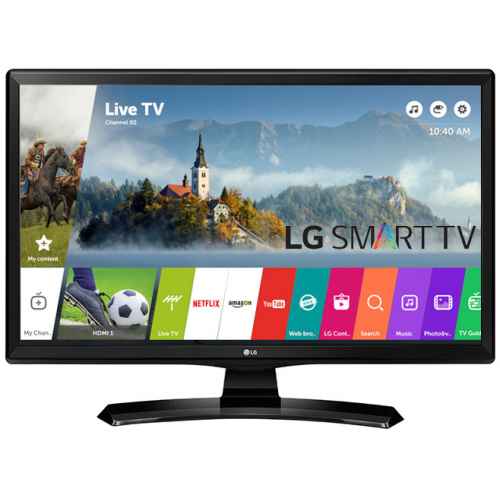 Live TV
Channel 82
10:40 AM
My content
LG SMART TV
NETFLIX
amazon
YouTube
My Chan..
HDMI 1
Live TV
Web bro..
LG Cont..
Search
Music
Photo&v..
TV Guid
LG